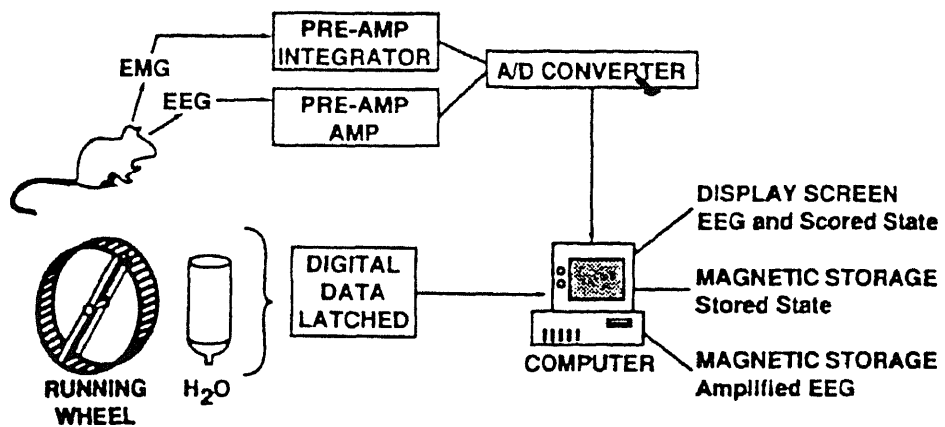 PRE-AMP
INTEGRATOR
EMG
A/D CONVERTER
EEG
PRE-AMP
AMP
DISPLAY SCREEN
EEG and Scored State
DIGITAL
DATA
LATCHED
MAGNETIC STORAGE
Stored State
COMPUTER
MAGNETIC STORAGE
Amplified EEG
RUNNING
WHEEL
H₂O